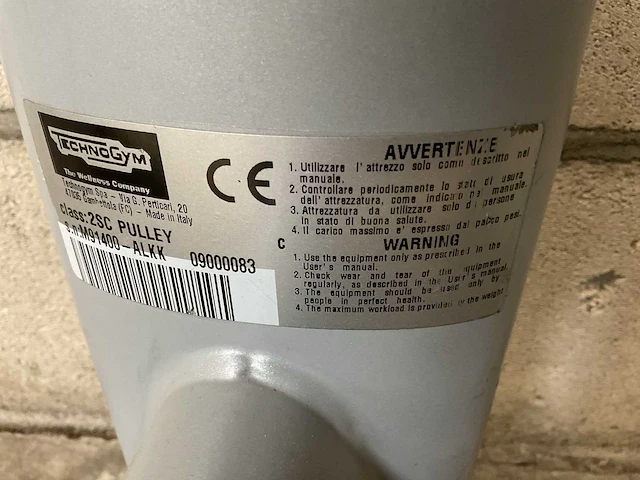 TECHNOGYM
The Wellness Company
Technogym Spa - Via G. Perticari, 20
47035 Gambettola (FC) - Made in Italy
class:2SC PULLEY
S.n:M91400-ALKK 09000083
CE
C
AVVERTENZE
1. Utilizzare l'attrezzo solo come descritto nel
manuale.
2. Controllare periodicamente lo stato di usura
dell'attrezzatura, come indicato nel manuale.
3. Attrezzatura da utilizzare solo di persone
in stato di buona salute.
4. Il carico massimo e' espresso dal pacco pesi.
WARNING
1. Use the equipment only as prescribed in the
User's manual.
2. Check wear and tear of the equipment
regularly, as described in the User's manual
3. The equipment should be used only by
people in perfect health.
4. The maximum workload is provided by the weight